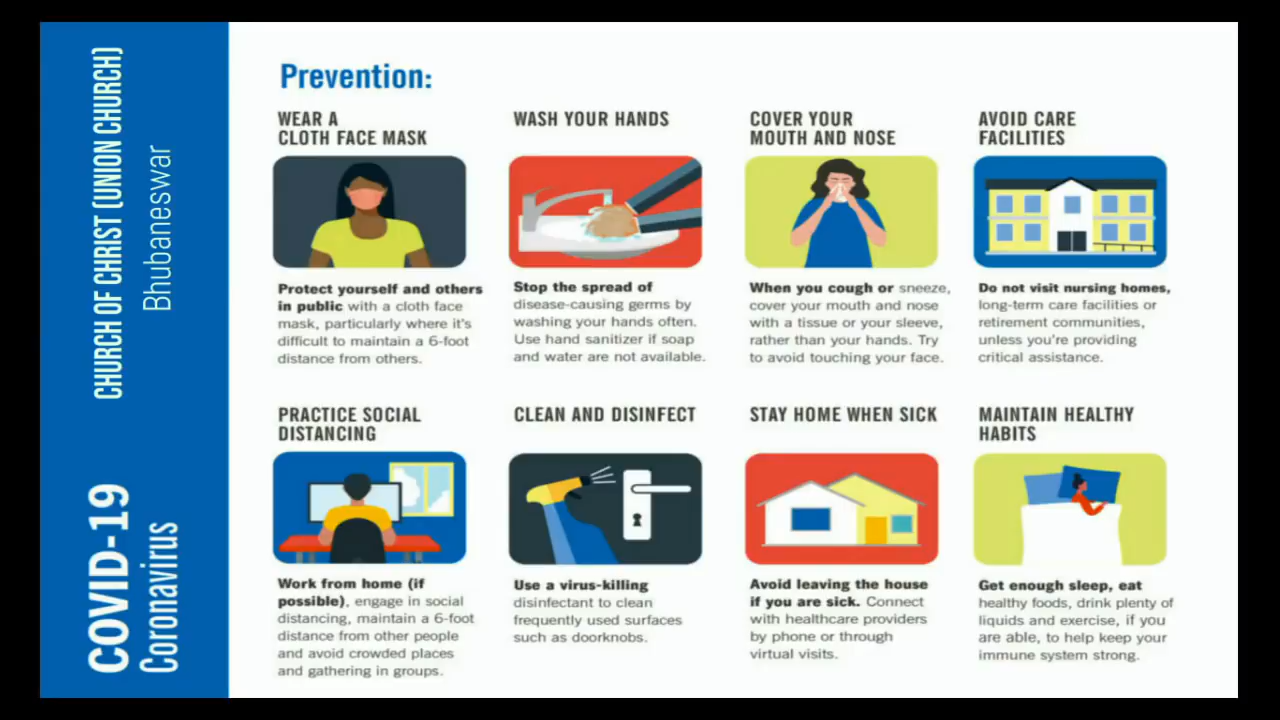 CHURCH OF CHRIST (UNION CHURCH)
Bhubaneswar
COVID-19
Coronavirus
Prevention:
WEAR A
CLOTH FACE MASK
Protect yourself and others
in public with a cloth face
mask, particularly where it's
difficult to maintain a 6-foot
distance from others.
WASH YOUR HANDS
Stop the spread of
disease-causing germs by
washing your hands often.
Use hand sanitizer if soap
and water are not available.
COVER YOUR
MOUTH AND NOSE
When you cough or sneeze,
cover your mouth and nose
with a tissue or your sleeve,
rather than your hands. Try
to avoid touching your face.
AVOID CARE
FACILITIES
Do not visit nursing homes,
long-term care facilities or
retirement communities,
unless you're providing
critical assistance.
PRACTICE SOCIAL
DISTANCING
Work from home (if
possible), engage in social
distancing, maintain a 6-foot
distance from other people
and avoid crowded places
and gathering in groups.
CLEAN AND DISINFECT
Use a virus-killing
disinfectant to clean
frequently used surfaces
such as doorknobs.
STAY HOME WHEN SICK
Avoid leaving the house
if you are sick. Connect
with healthcare providers
by phone or through
virtual visits.
MAINTAIN HEALTHY
HABITS
Get enough sleep, eat
healthy foods, drink plenty of
liquids and exercise, if you
are able, to help keep your
immune system strong.